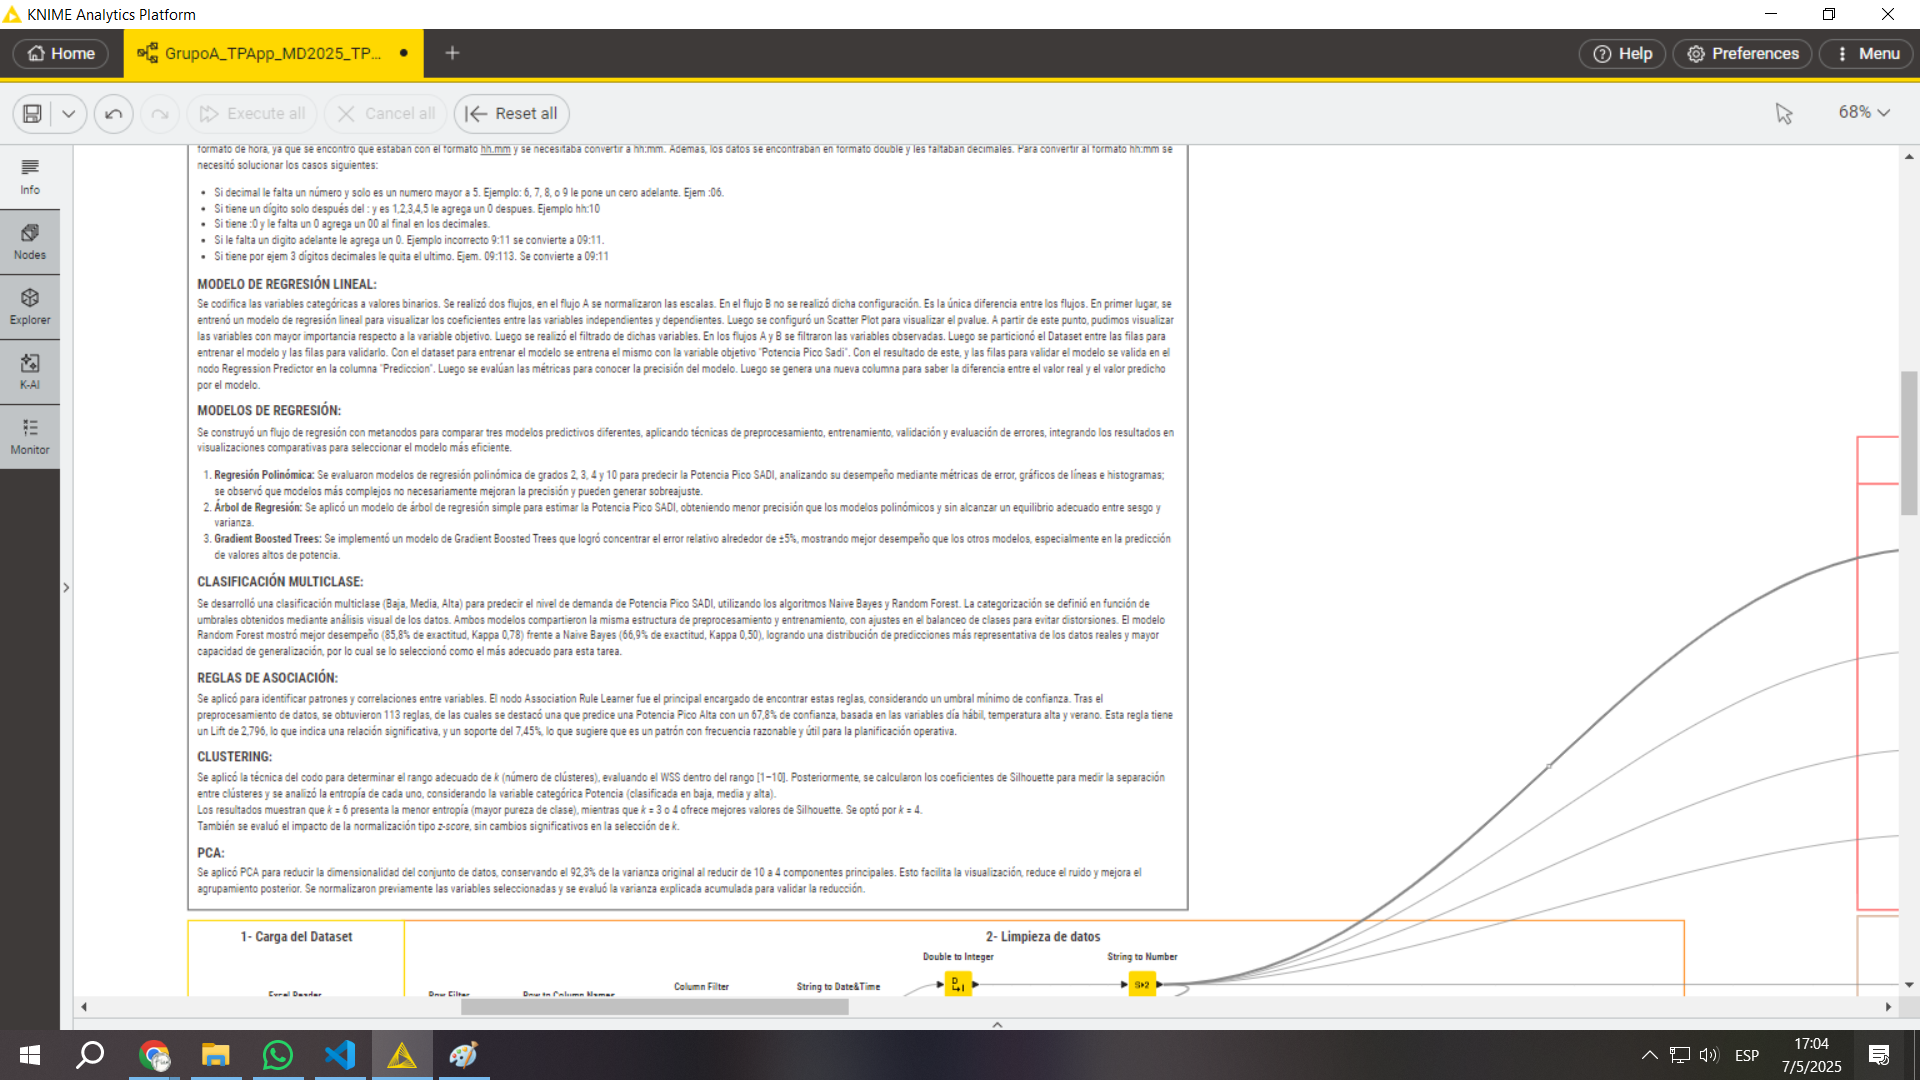 KNIME Analytics Platform
Home
GrupoA_TPApp_MD2025_TP...
Help
Preferences
Menu
Execute all
Cancel all
Reset all
68%
Info
Nodes
Explorer
K-AI
Monitor
formato de hora, ya que se encontro que estaban con el formato hh.mm y se necesitaba convertir a hh:mm. Además, los datos se encontraban en formato double y les faltaban decimales. Para convertir al formato hh:mm se
necesitó solucionar los casos siguientes:
• Si decimal le falta un número y solo es un numero mayor a 5. Ejemplo: 6, 7, 8, o 9 le pone un cero adelante. Ejem :06.
• Si tiene un dígito solo después del : y es 1,2,3,4,5 le agrega un 0 despues. Ejemplo hh:10
• Si tiene :0 y le falta un 0 agrega un 00 al final en los decimales.
• Si le falta un digito adelante le agrega un 0. Ejemplo incorrecto 9:11 se convierte a 09:11.
• Si tiene por ejem 3 dígitos decimales le quita el ultimo. Ejem. 09:113. Se convierte a 09:11
MODELO DE REGRESIÓN LINEAL:
Se codifica las variables categóricas a valores binarios. Se realizó dos flujos, en el flujo A se normalizaron las escalas. En el flujo B no se realizó dicha configuración. Es la única diferencia entre los flujos. En primer lugar, se
entrenó un modelo de regresión lineal para visualizar los coeficientes entre las variables independientes y dependientes. Luego se configuró un Scatter Plot para visualizar el pvalue. A partir de este punto, pudimos visualizar
las variables con mayor importancia respecto a la variable objetivo. Luego se realizó el filtrado de dichas variables. En los flujos A y B se filtraron las variables observadas. Luego se particionó el Dataset entre las filas para
entrenar el modelo y las filas para validarlo. Con el dataset para entrenar el modelo se entrena el mismo con la variable objetivo "Potencia Pico Sadi". Con el resultado de este, y las filas para validar el modelo se valida en el
nodo Regression Predictor en la columna "Prediccion". Luego se evalúan las métricas para conocer la precisión del modelo. Luego se genera una nueva columna para saber la diferencia entre el valor real y el valor predicho
por el modelo.
MODELOS DE REGRESIÓN:
Se construyó un flujo de regresión con metanodos para comparar tres modelos predictivos diferentes, aplicando técnicas de preprocesamiento, entrenamiento, validación y evaluación de errores, integrando los resultados en
visualizaciones comparativas para seleccionar el modelo más eficiente.
1. Regresión Polinómica: Se evaluaron modelos de regresión polinómica de grados 2, 3, 4 y 10 para predecir la Potencia Pico SADI, analizando su desempeño mediante métricas de error, gráficos de líneas e histogramas;
se observó que modelos más complejos no necesariamente mejoran la precisión y pueden generar sobreajuste.
2. Árbol de Regresión: Se aplicó un modelo de árbol de regresión simple para estimar la Potencia Pico SADI, obteniendo menor precisión que los modelos polinómicos y sin alcanzar un equilibrio adecuado entre sesgo y
varianza.
3. Gradient Boosted Trees: Se implementó un modelo de Gradient Boosted Trees que logró concentrar el error relativo alrededor de ±5%, mostrando mejor desempeño que los otros modelos, especialmente en la predicción
de valores altos de potencia.
CLASIFICACIÓN MULTICLASE:
Se desarrolló una clasificación multiclase (Baja, Media, Alta) para predecir el nivel de demanda de Potencia Pico SADI, utilizando los algoritmos Naive Bayes y Random Forest. La categorización se definió en función de
umbrales obtenidos mediante análisis visual de los datos. Ambos modelos compartieron la misma estructura de preprocesamiento y entrenamiento, con ajustes en el balanceo de clases para evitar distorsiones. El modelo
Random Forest mostró mejor desempeño (85,8% de exactitud, Kappa 0,78) frente a Naive Bayes (66,9% de exactitud, Kappa 0,50), logrando una distribución de predicciones más representativa de los datos reales y mayor
capacidad de generalización, por lo cual se lo seleccionó como el más adecuado para esta tarea.
REGLAS DE ASOCIACIÓN:
Se aplicó para identificar patrones y correlaciones entre variables. El nodo Association Rule Learner fue el principal encargado de encontrar estas reglas, considerando un umbral mínimo de confianza. Tras el
preprocesamiento de datos, se obtuvieron 113 reglas, de las cuales se destacó una que predice una Potencia Pico Alta con un 67,8% de confianza, basada en las variables día hábil, temperatura alta y verano. Esta regla tiene
un Lift de 2,796, lo que indica una relación significativa, y un soporte del 7,45%, lo que sugiere que es un patrón con frecuencia razonable y útil para la planificación operativa.
CLUSTERING:
Se aplicó la técnica del codo para determinar el rango adecuado de k (número de clústeres), evaluando el WSS dentro del rango [1–10]. Posteriormente, se calcularon los coeficientes de Silhouette para medir la separación
entre clústeres y se analizó la entropía de cada uno, considerando la variable categórica Potencia (clasificada en baja, media y alta).
Los resultados muestran que k = 6 presenta la menor entropía (mayor pureza de clase), mientras que k = 3 o 4 ofrece mejores valores de Silhouette. Se optó por k = 4.
También se evaluó el impacto de la normalización tipo z-score, sin cambios significativos en la selección de k.
PCA:
Se aplicó PCA para reducir la dimensionalidad del conjunto de datos, conservando el 92,3% de la varianza original al reducir de 10 a 4 componentes principales. Esto facilita la visualización, reduce el ruido y mejora el
agrupamiento posterior. Se normalizaron previamente las variables seleccionadas y se evaluó la varianza explicada acumulada para validar la reducción.
1- Carga del Dataset
2- Limpieza de datos
Double to Integer
String to Number
Excel Reader
Row Filter
Row to Column Names
Column Filter
String to Date&Time
D→I
S→2
ESP
17:04
7/5/2025